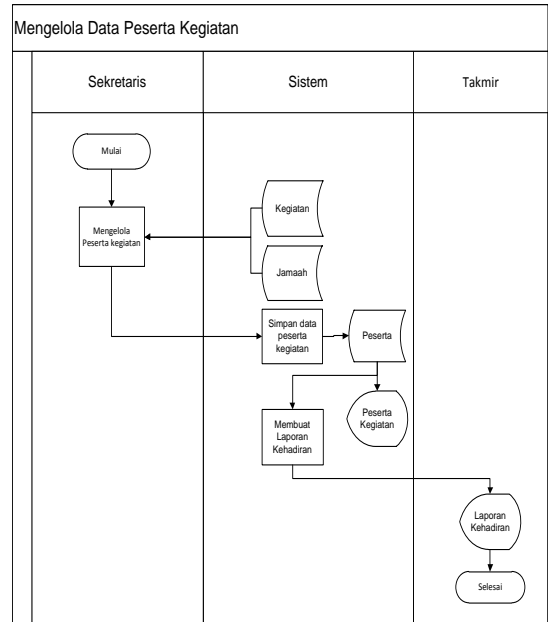 Mengelola Data Peserta Kegiatan
Sekretaris
Sistem
Takmir
Mulai
Mengelola
Peserta kegiatan
Kegiatan
Jamaah
Simpan data
peserta
kegiatan
Peserta
Peserta
Kegiatan
Membuat
Laporan
Kehadiran
Laporan
Kehadiran
Selesai